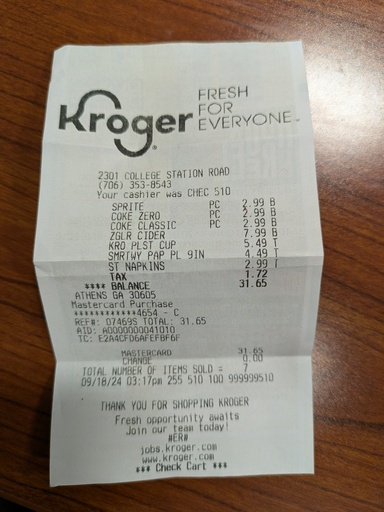 Kroger
FRESH
FOR
EVERYONE™
2301 COLLEGE STATION ROAD
(706) 353-8543
Your cashier was CHEC 510
SPRITE PC 2.99 B
COKE ZERO PC 2.99 B
COKE CLASSIC PC 2.99 B
ZGLR CIDER 7.99 B
KRO PLST CUP 5.49 T
SMRTWY PAP PL 9IN 4.49 T
ST NAPKINS 2.99 T
TAX 1.72
**** BALANCE 31.65
ATHENS GA 30605
Mastercard Purchase
************4654 - C
REF#: 07469S TOTAL: 31.65
AID: A0000000041010
TC: E2A4CFD6AFEFBF6F
MASTERCARD 31.65
CHANGE 0.00
TOTAL NUMBER OF ITEMS SOLD = 7
09/18/24 03:17pm 255 510 100 999999510
THANK YOU FOR SHOPPING KROGER
Fresh opportunity awaits
Join our team today!
#ER#
jobs.kroger.com
www.kroger.com
*** Check Cart ***